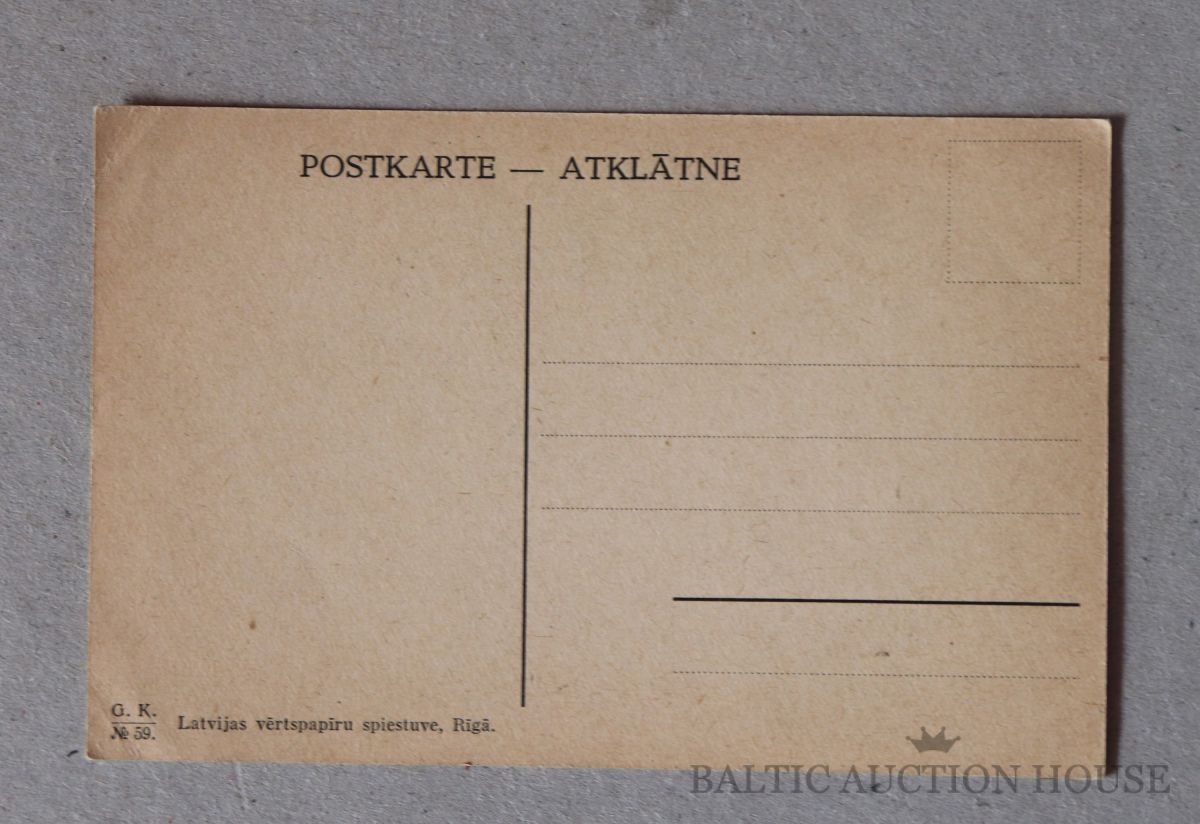 POSTKARTE — ATKLĀTNE
G. Ķ.
№ 59.
Latvijas vērtspapīru spiestuve, Rīgā.
BALTIC AUCTION HOUSE